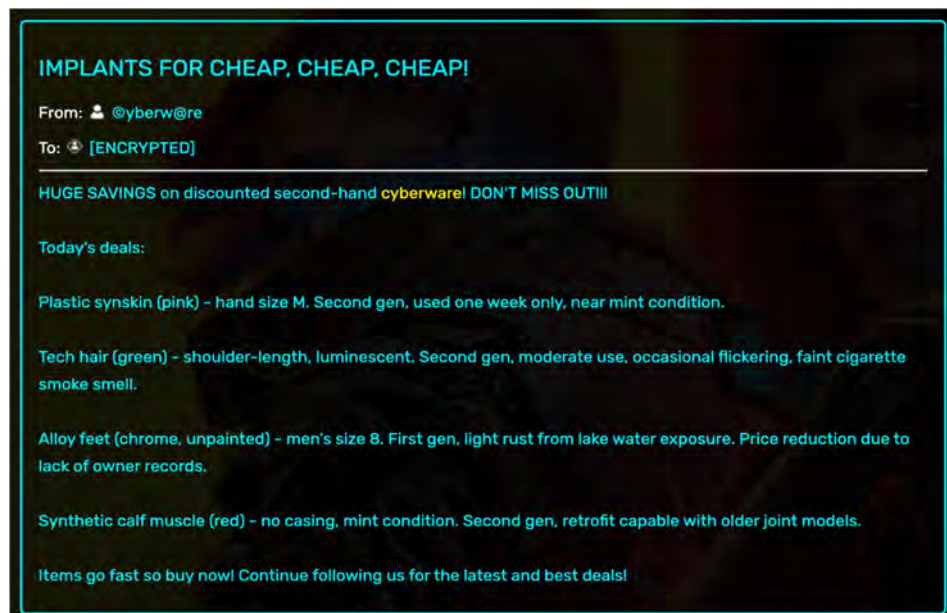 IMPLANTS FOR CHEAP, CHEAP, CHEAP!
From: ©yberw@re
To: [ENCRYPTED]
HUGE SAVINGS on discounted second-hand cyberware! DON'T MISS OUT!!!
Today's deals:
Plastic synskin (pink) - hand size M. Second gen, used one week only, near mint condition.
Tech hair (green) - shoulder-length, luminescent. Second gen, moderate use, occasional flickering, faint cigarette
smoke smell.
Alloy feet (chrome, unpainted) - men's size 8. First gen, light rust from lake water exposure. Price reduction due to
lack of owner records.
Synthetic calf muscle (red) - no casing, mint condition. Second gen, retrofit capable with older joint models.
Items go fast so buy now! Continue following us for the latest and best deals!